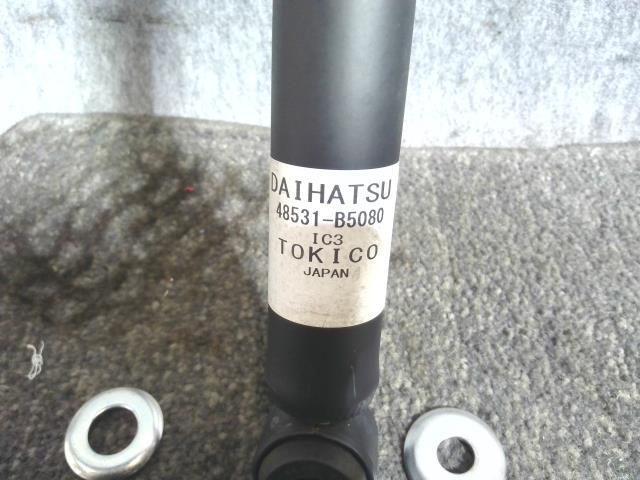 DAIHATSU
48531-B5080
IC3
TOKICO
JAPAN